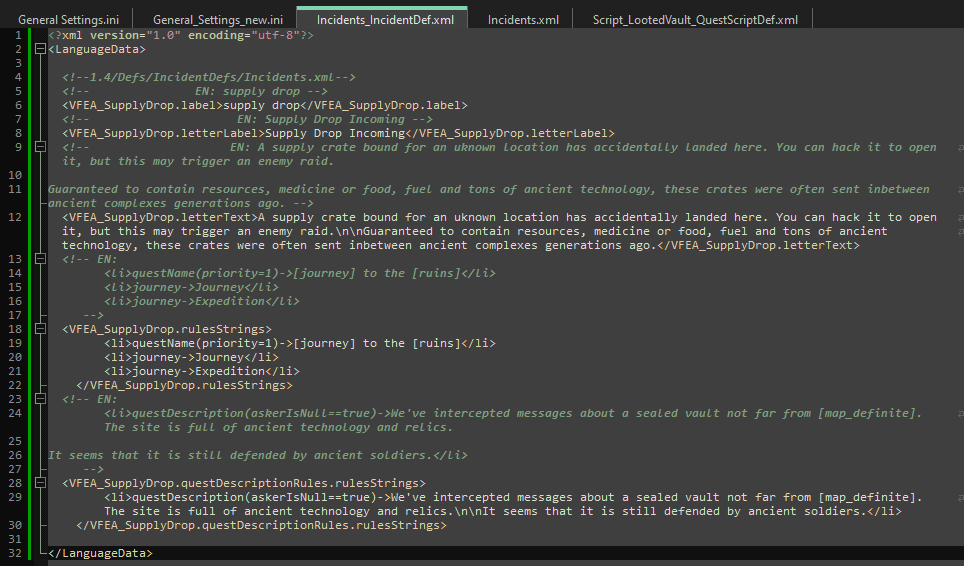 General Settings.ini General_Settings_new.ini Incidents_IncidentDef.xml Incidents.xml Script_LootedVault_QuestScriptDef.xml
1 <?xml version="1.0" encoding="utf-8"?>
2 <LanguageData>
3
4 <!--1.4/Defs/IncidentDefs/Incidents.xml-->
5 <!-- EN: supply drop -->
6 <VFEA_SupplyDrop.label>supply drop</VFEA_SupplyDrop.label>
7 <!-- EN: Supply Drop Incoming -->
8 <VFEA_SupplyDrop.letterLabel>Supply Drop Incoming</VFEA_SupplyDrop.letterLabel>
9 <!-- EN: A supply crate bound for an uknown location has accidentally landed here. You can hack it to open
it, but this may trigger an enemy raid.
10
11 Guaranteed to contain resources, medicine or food, fuel and tons of ancient technology, these crates were often sent inbetween
ancient complexes generations ago. -->
12 <VFEA_SupplyDrop.letterText>A supply crate bound for an uknown location has accidentally landed here. You can hack it to open
it, but this may trigger an enemy raid.\n\nGuaranteed to contain resources, medicine or food, fuel and tons of ancient
technology, these crates were often sent inbetween ancient complexes generations ago.</VFEA_SupplyDrop.letterText>
13 <!-- EN:
14 <li>questName(priority=1)->[journey] to the [ruins]</li>
15 <li>journey->Journey</li>
16 <li>journey->Expedition</li>
17 -->
18 <VFEA_SupplyDrop.rulesStrings>
19 <li>questName(priority=1)->[journey] to the [ruins]</li>
20 <li>journey->Journey</li>
21 <li>journey->Expedition</li>
22 </VFEA_SupplyDrop.rulesStrings>
23 <!-- EN:
24 <li>questDescription(askerIsNull==true)->We've intercepted messages about a sealed vault not far from [map_definite].
The site is full of ancient technology and relics.
25
26 It seems that it is still defended by ancient soldiers.</li>
27 -->
28 <VFEA_SupplyDrop.questDescriptionRules.rulesStrings>
29 <li>questDescription(askerIsNull==true)->We've intercepted messages about a sealed vault not far from [map_definite].
The site is full of ancient technology and relics.\n\nIt seems that it is still defended by ancient soldiers.</li>
30 </VFEA_SupplyDrop.questDescriptionRules.rulesStrings>
31
32 </LanguageData>